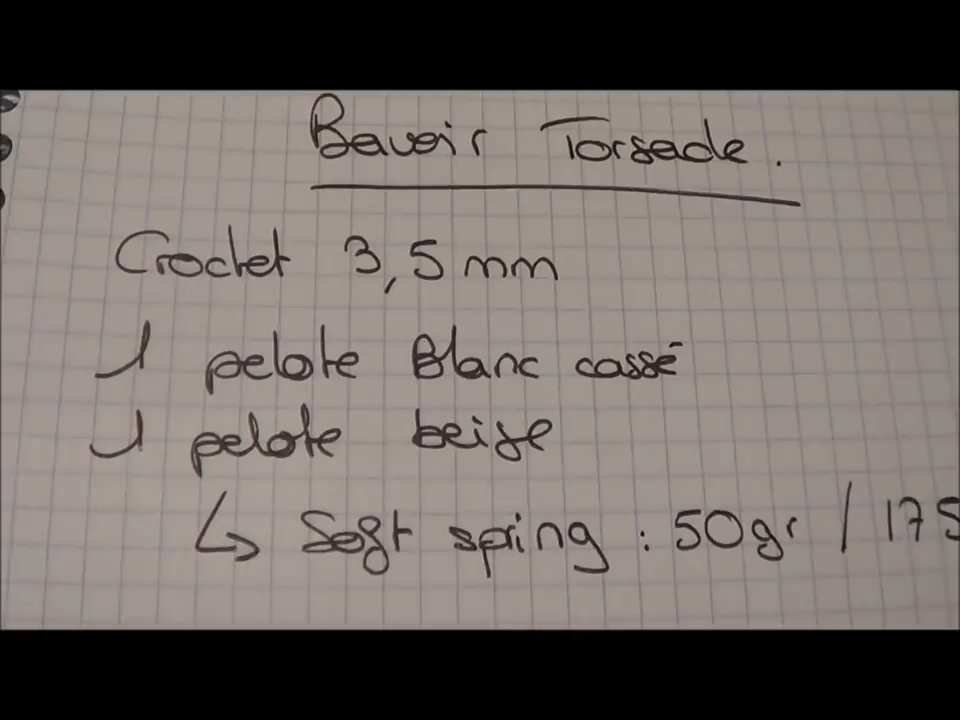 Bavoir Torsade.
Crochet 3,5 mm
1 pelote Blanc cassé
1 pelote beige
↳ Soft spring : 50gr / 175